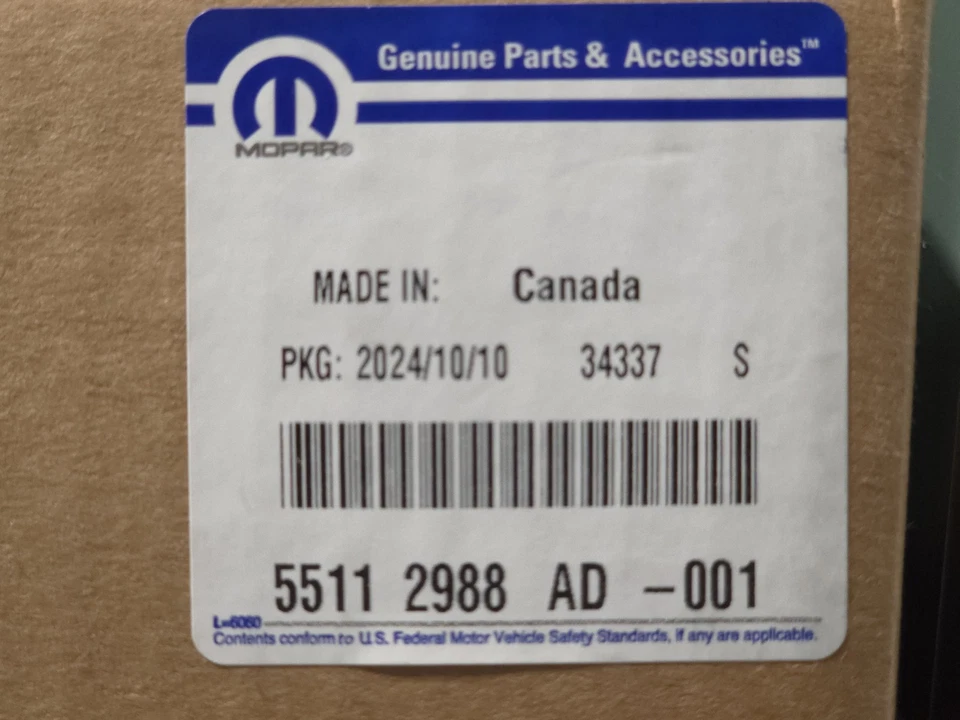 Genuine Parts & Accessories™
MOPAR®
MADE IN: Canada
PKG: 2024/10/10 34337 S
5511 2988 AD -001
L=6080
Contents conform to U.S. Federal Motor Vehicle Safety Standards, if any are applicable.